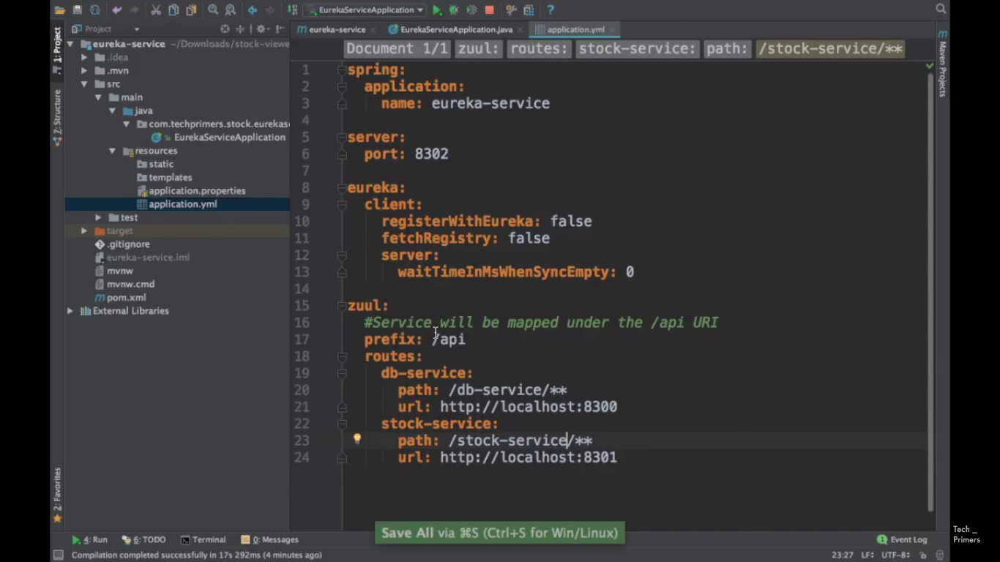 EurekaServiceApplication
Project
eureka-service
EurekaServiceApplication.java
application.yml
1: Project
Z: Structure
2: Favorites
Maven Projects
eureka-service ~/Downloads/stock-viewe
.idea
.mvn
src
main
java
com.techprimers.stock.eurekase
EurekaServiceApplication
resources
static
templates
application.properties
application.yml
test
target
.gitignore
eureka-service.iml
mvnw
mvnw.cmd
pom.xml
External Libraries
Document 1/1 zuul: routes: stock-service: path: /stock-service/**
1 spring:
2 application:
3 name: eureka-service
4
5 server:
6 port: 8302
7
8 eureka:
9 client:
10 registerWithEureka: false
11 fetchRegistry: false
12 server:
13 waitTimeInMsWhenSyncEmpty: 0
14
15 zuul:
16 #Service will be mapped under the /api URI
17 prefix: /api
18 routes:
19 db-service:
20 path: /db-service/**
21 url: http://localhost:8300
22 stock-service:
23 path: /stock-service/**
24 url: http://localhost:8301
Save All via ⌘S (Ctrl+S for Win/Linux)
4: Run 6: TODO Terminal 0: Messages
Event Log
Compilation completed successfully in 17s 292ms (4 minutes ago)
23:27 LF÷ UTF-8÷
Tech _
Primers